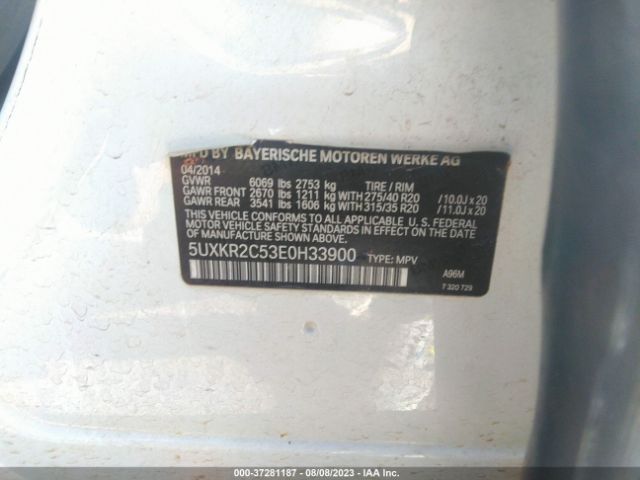 MFD BY BAYERISCHE MOTOREN WERKE AG
04/2014
GVWR 6069 lbs 2753 kg TIRE / RIM
GAWR FRONT 2670 lbs 1211 kg WITH 275/40 R20 /10.0J x 20
GAWR REAR 3541 lbs 1606 kg WITH 315/35 R20 /11.0J x 20
THIS VEHICLE CONFORMS TO ALL APPLICABLE U. S. FEDERAL
MOTOR VEHICLE SAFETY STANDARDS IN EFFECT ON THE
DATE OF MANUFACTURE SHOWN ABOVE.
5UXKR2C53E0H33900 TYPE: MPV
A96M
7 320 729
000-37281187 - 08/08/2023 - IAA Inc.